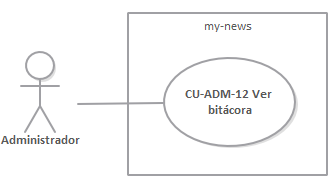 my-news
CU-ADM-12 Ver
bitácora
Administrador